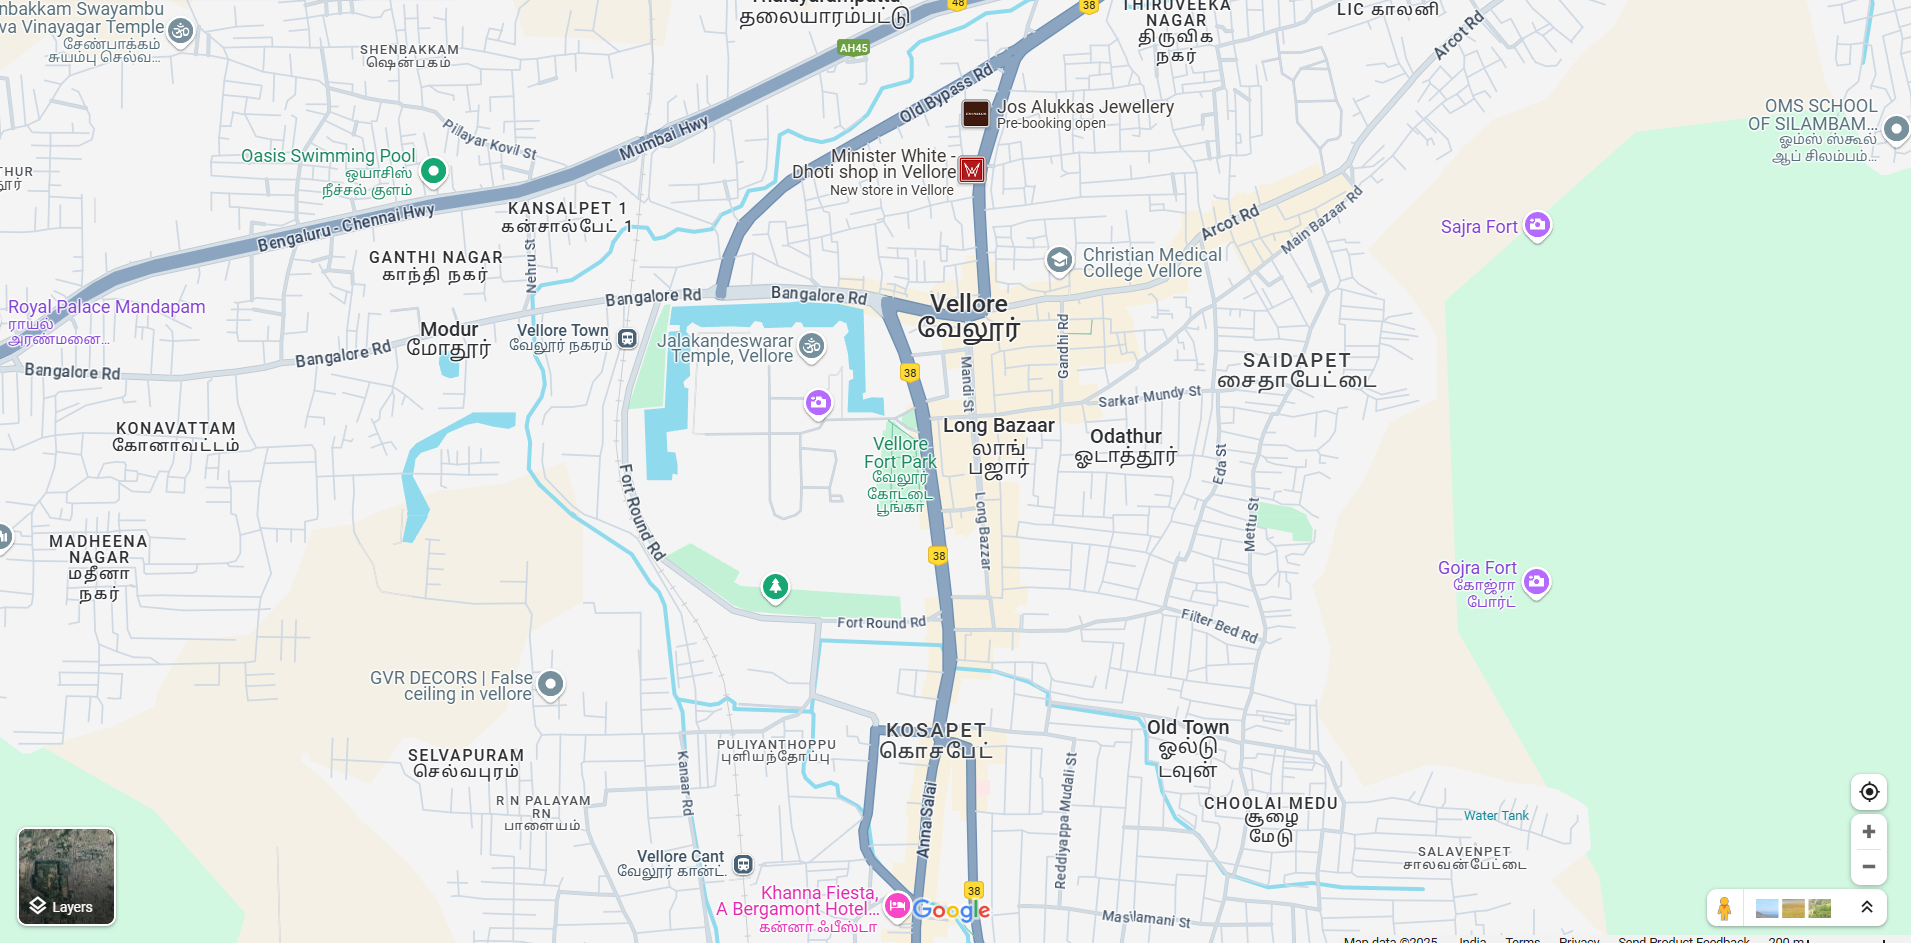 nbakkam Swayambu
va Vinayagar Temple
சேண்பாக்கம்
சுயம்பு செல்வ...
SHENBAKKAM
ஷென்பகம்
தலையாரம்பட்டு
48
38
THIRUVEEKA
NAGAR
திருவிக
நகர்
LIC காலனி
Arcot Rd
AH45
Old Bypass Rd
Mumbai Hwy
Pillayar Kovil St
Jos Alukkas Jewellery
Pre-booking open
OMS SCHOOL
OF SILAMBAM...
ஓம்ஸ் ஸ்கூல்
ஆப் சிலம்பம்...
Oasis Swimming Pool
ஒயாசிஸ்
நீச்சல் குளம்
Minister White -
Dhoti shop in Vellore
New store in Vellore
THUR
தூர்
KANSALPET 1
கன்சால்பேட் 1
Bengaluru - Chennai Hwy
Arcot Rd
Main Bazaar Rd
Sajra Fort
GANTHI NAGAR
காந்தி நகர்
Nehru St
Christian Medical
College Vellore
Royal Palace Mandapam
ராயல்
அரண்மனை...
Bangalore Rd
Bangalore Rd
Vellore
வேலூர்
Modur
மோதூர்
Vellore Town
வேலூர் நகரம்
Jalakandeswarar
Temple, Vellore
Gandhi Rd
Bangalore Rd
Bangalore Rd
38
Mandi St
SAIDAPET
சைதாபேட்டை
Sarkar Mundy St
KONAVATTAM
கோனாவட்டம்
Long Bazaar
லாங்
பஜார்
Odathur
ஓடாத்தூர்
Vellore
Fort Park
வேலூர்
கோட்டை
பூங்கா
Eda St
Fort Round Rd
Long Bazzar
Mettu St
MADHEENA
NAGAR
மதீனா
நகர்
38
Gojra Fort
கோஜ்ரா
போர்ட்
Fort Round Rd
Filter Bed Rd
GVR DECORS | False
ceiling in vellore
KOSAPET
கொசபேட்
Old Town
ஓல்டு
டவுன்
PULIYANTHOPPU
புளியந்தோப்பு
SELVAPURAM
செல்வபுரம்
Kanaar Rd
Anna Salai
Reddiyappa Mudali St
R N PALAYAM
RN
பாளையம்
CHOOLAI MEDU
சூழை
மேடு
Water Tank
SALAVENPET
சாலவன்பேட்டை
Vellore Cant
வேலூர் கான்ட்.
Khanna Fiesta,
A Bergamont Hotel...
கன்னா ஃபீஸ்டா
38
Google
Masilamani St
Layers
Map data ©2025
India
Terms
Privacy
Send Product Feedback
200 m